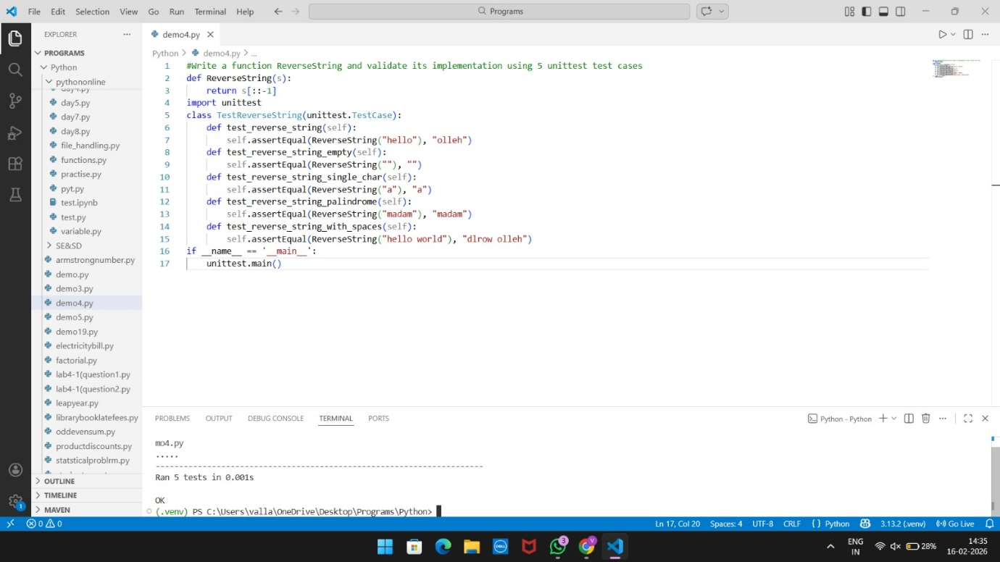 File Edit Selection View Go Run Terminal Help
Programs
EXPLORER
PROGRAMS
Python
pythononline
day4.py
day5.py
day7.py
day8.py
file_handling.py
functions.py
practise.py
pyt.py
test.ipynb
test.py
variable.py
SE&SD
armstrongnumber.py
demo.py
demo3.py
demo4.py
demo5.py
demo19.py
electricitybill.py
factorial.py
lab4-1(question1.py
lab4-1(question2.py
leapyear.py
librarybooklatefees.py
oddevensum.py
productdiscounts.py
statsticalproblrm.py
OUTLINE
TIMELINE
MAVEN
demo4.py
Python > demo4.py > ...
1 #Write a function ReverseString and validate its implementation using 5 unittest test cases
2 def ReverseString(s):
3 return s[::-1]
4 import unittest
5 class TestReverseString(unittest.TestCase):
6 def test_reverse_string(self):
7 self.assertEqual(ReverseString("hello"), "olleh")
8 def test_reverse_string_empty(self):
9 self.assertEqual(ReverseString(""), "")
10 def test_reverse_string_single_char(self):
11 self.assertEqual(ReverseString("a"), "a")
12 def test_reverse_string_palindrome(self):
13 self.assertEqual(ReverseString("madam"), "madam")
14 def test_reverse_string_with_spaces(self):
15 self.assertEqual(ReverseString("hello world"), "dlrow olleh")
16 if __name__ == '__main__':
17 unittest.main()
PROBLEMS OUTPUT DEBUG CONSOLE TERMINAL PORTS
Python - Python
mo4.py
.....
----------------------------------------------------------------------
Ran 5 tests in 0.001s
OK
(.venv) PS C:\Users\valla\OneDrive\Desktop\Programs\Python>
1
0 0
Ln 17, Col 20 Spaces: 4 UTF-8 CRLF { } Python 3.13.2 (.venv) Go Live
DELL
3
V
ENG
IN
28%
14:35
16-02-2026